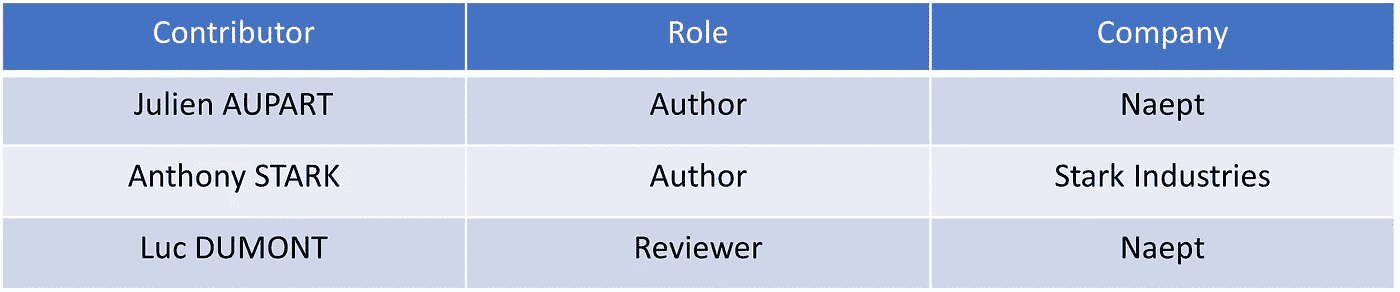 Contributor Role Company
Julien AUPART Author Naept
Anthony STARK Author Stark Industries
Luc DUMONT Reviewer Naept